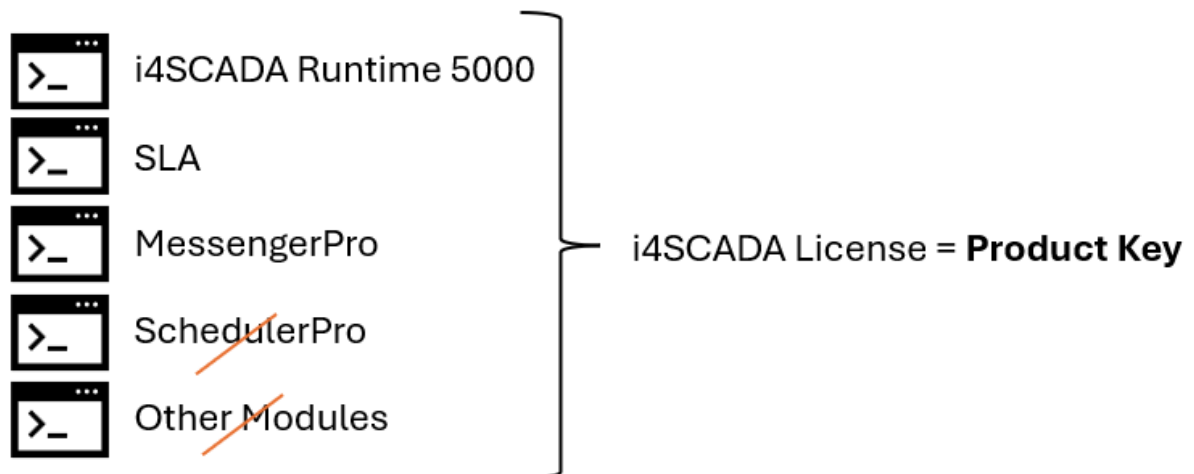 i4SCADA Runtime 5000
SLA
MessengerPro
SchedulerPro
Other Modules
i4SCADA License = Product Key